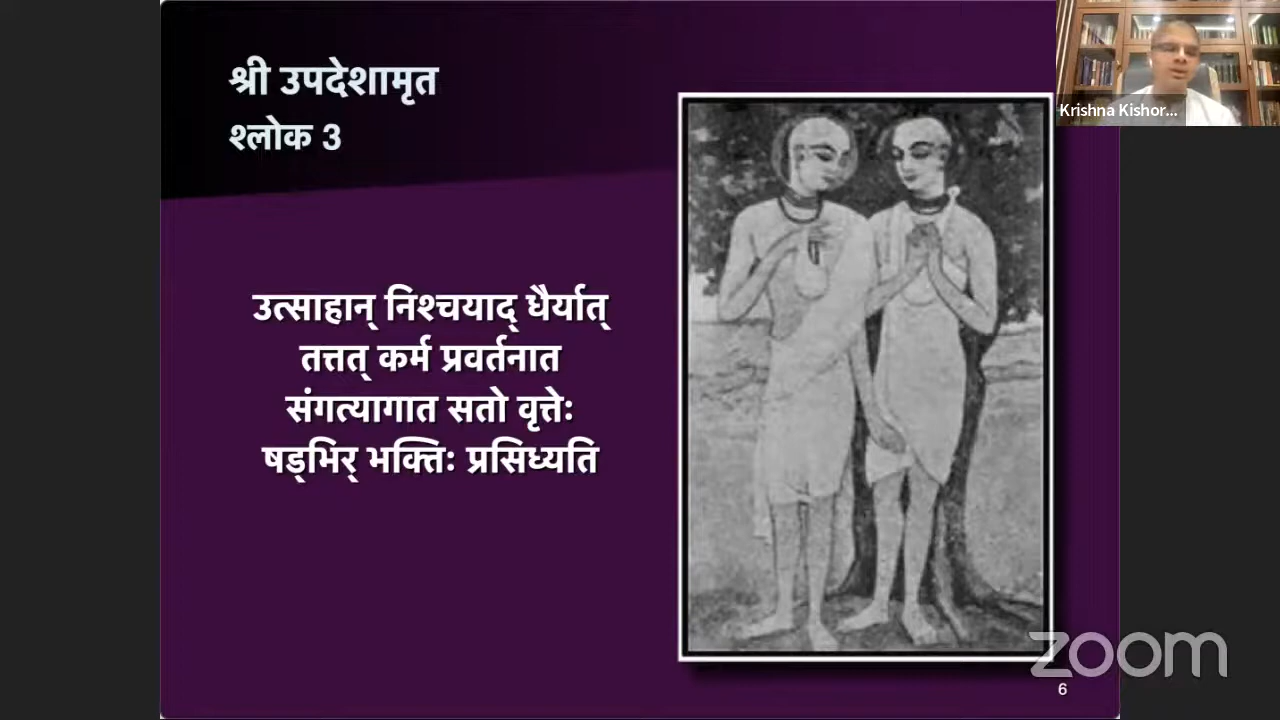 श्री उपदेशामृत
श्लोक 3
उत्साहान् निश्चयाद् धैर्यात्
तत्तत् कर्म प्रवर्तनात
संगत्यागात सतो वृत्तेः
षड्भिर् भक्तिः प्रसिध्यति
Krishna Kishor...
zoom
6